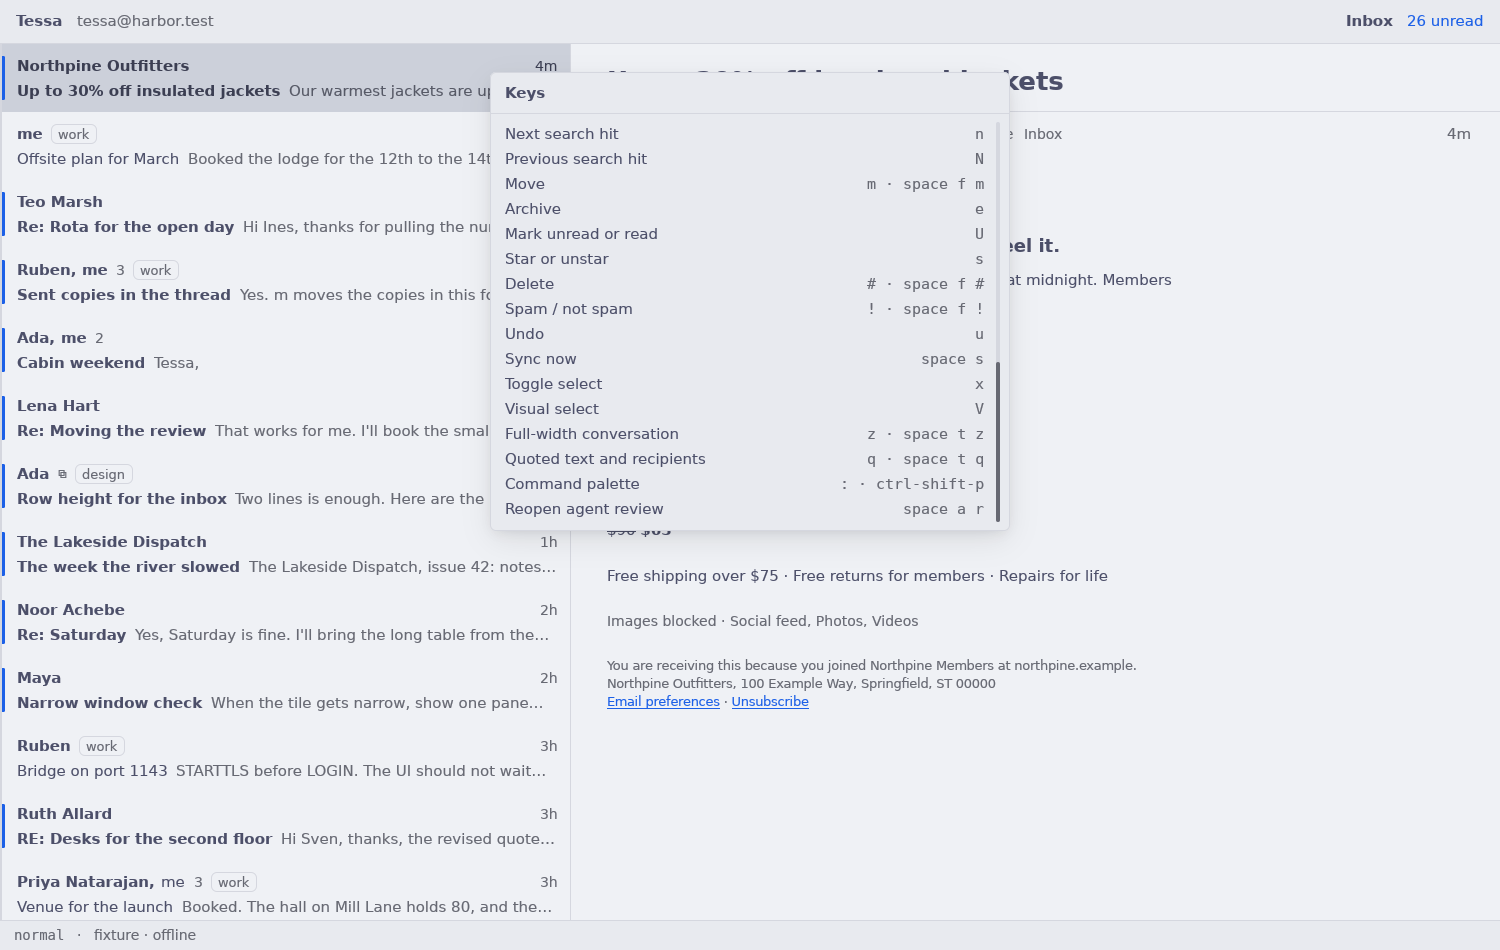 Tessa tessa@harbor.test Inbox 26 unread
Northpine Outfitters 4m
Up to 30% off insulated jackets Our warmest jackets are
me work
Offsite plan for March Booked the lodge for the 12th to the
Teo Marsh
Re: Rota for the open day Hi Ines, thanks for pulling the
Ruben, me 3 work
Sent copies in the thread Yes. m moves the copies in this
Ada, me 2
Cabin weekend Tessa,
Lena Hart
Re: Moving the review That works for me. I'll book the
Ada design
Row height for the inbox Two lines is enough. Here are the
The Lakeside Dispatch 1h
The week the river slowed The Lakeside Dispatch, issue 42: notes…
Noor Achebe 2h
Re: Saturday Yes, Saturday is fine. I'll bring the long table from the…
Maya 2h
Narrow window check When the tile gets narrow, show one pane…
Ruben work 3h
Bridge on port 1143 STARTTLS before LOGIN. The UI should not wait…
Ruth Allard 3h
RE: Desks for the second floor Hi Sven, thanks, the revised quote…
Priya Natarajan, me 3 work 3h
Venue for the launch Booked. The hall on Mill Lane holds 80, and the…
Keys
Next search hit n
Previous search hit N
Move m · space f m
Archive e
Mark unread or read U
Star or unstar s
Delete # · space f #
Spam / not spam ! · space f !
Undo u
Sync now space s
Toggle select x
Visual select V
Full-width conversation z · space t z
Quoted text and recipients q · space t q
Command palette : · ctrl-shift-p
Reopen agent review space a r
Inbox 4m
it.
at midnight. Members
Free shipping over $75 · Free returns for members · Repairs for life
Images blocked · Social feed, Photos, Videos
You are receiving this because you joined Northpine Members at northpine.example.
Northpine Outfitters, 100 Example Way, Springfield, ST 00000
Email preferences · Unsubscribe
normal · fixture · offline